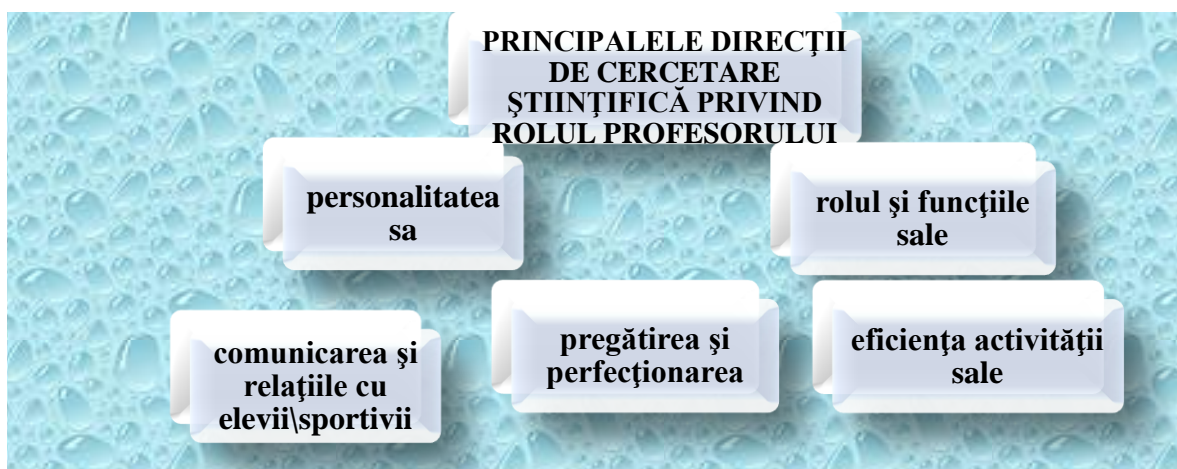 PRINCIPALELE DIRECŢII
DE CERCETARE
ŞTIINŢIFICĂ PRIVIND
ROLUL PROFESORULUI
personalitatea
sa
rolul şi funcţiile
sale
comunicarea şi
relaţiile cu
elevii\sportivii
pregătirea şi
perfecţionarea
eficienţa activităţii
sale